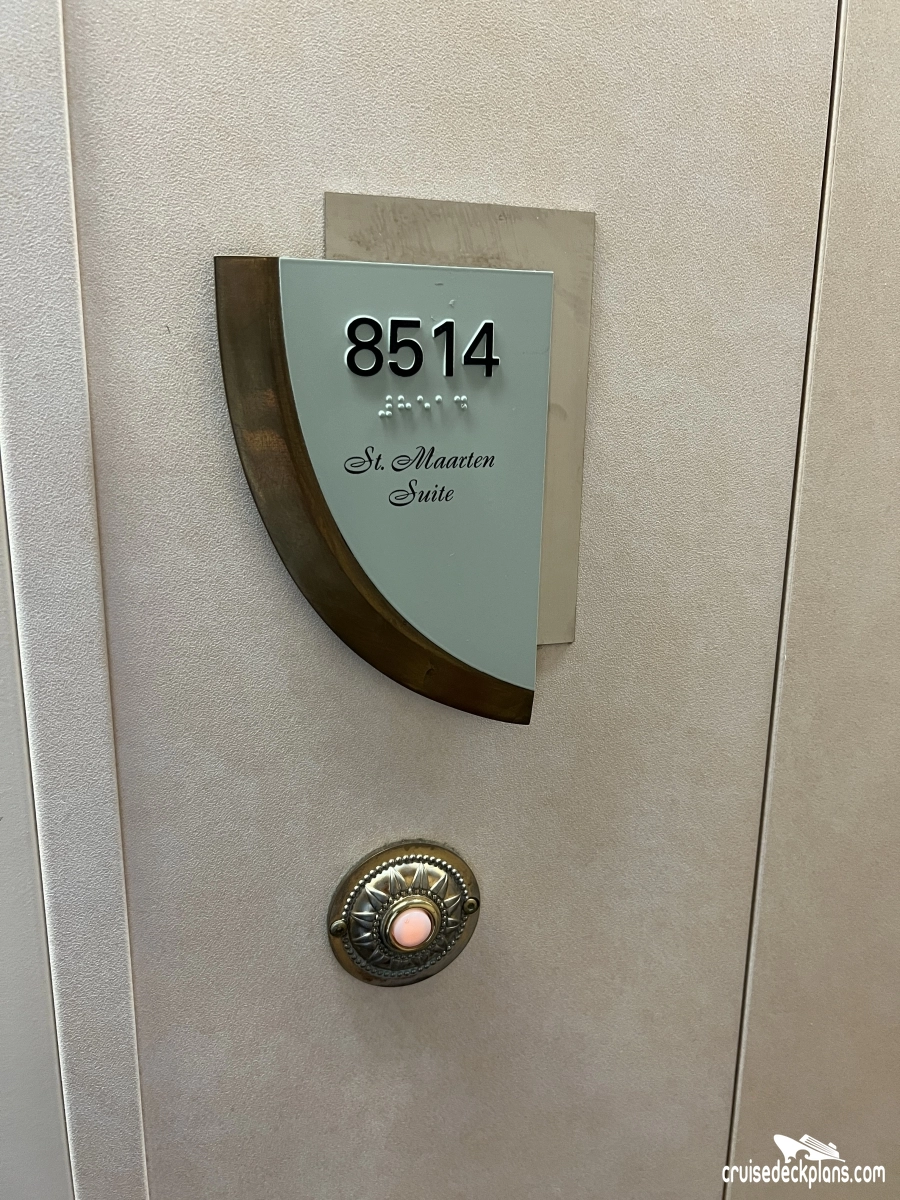 8514
⠼⠓⠑⠁⠙
St. Maarten
Suite
cruisedeckplans.com